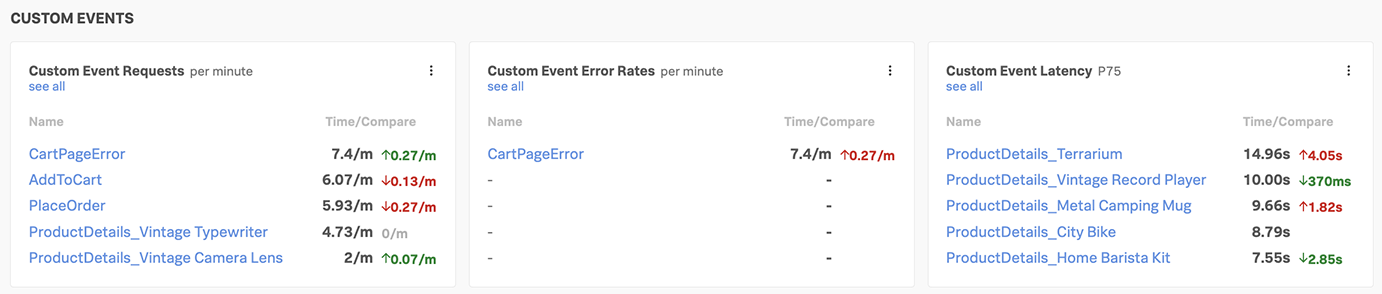 CUSTOM EVENTS
Custom Event Requests per minute
see all
Name Time/Compare
CartPageError 7.4/m ↑0.27/m
AddToCart 6.07/m ↓0.13/m
PlaceOrder 5.93/m ↓0.27/m
ProductDetails_Vintage Typewriter 4.73/m 0/m
ProductDetails_Vintage Camera Lens 2/m ↑0.07/m
Custom Event Error Rates per minute
see all
Name Time/Compare
CartPageError 7.4/m ↑0.27/m
- -
- -
- -
- -
Custom Event Latency P75
see all
Name Time/Compare
ProductDetails_Terrarium 14.96s ↑4.05s
ProductDetails_Vintage Record Player 10.00s ↓370ms
ProductDetails_Metal Camping Mug 9.66s ↑1.82s
ProductDetails_City Bike 8.79s
ProductDetails_Home Barista Kit 7.55s ↓2.85s